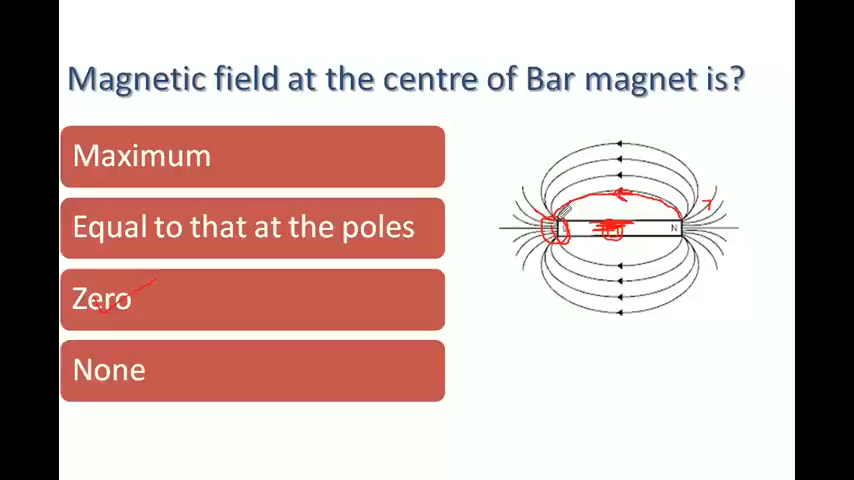 Magnetic field at the centre of Bar magnet is?
Maximum
Equal to that at the poles
Zero
None
N